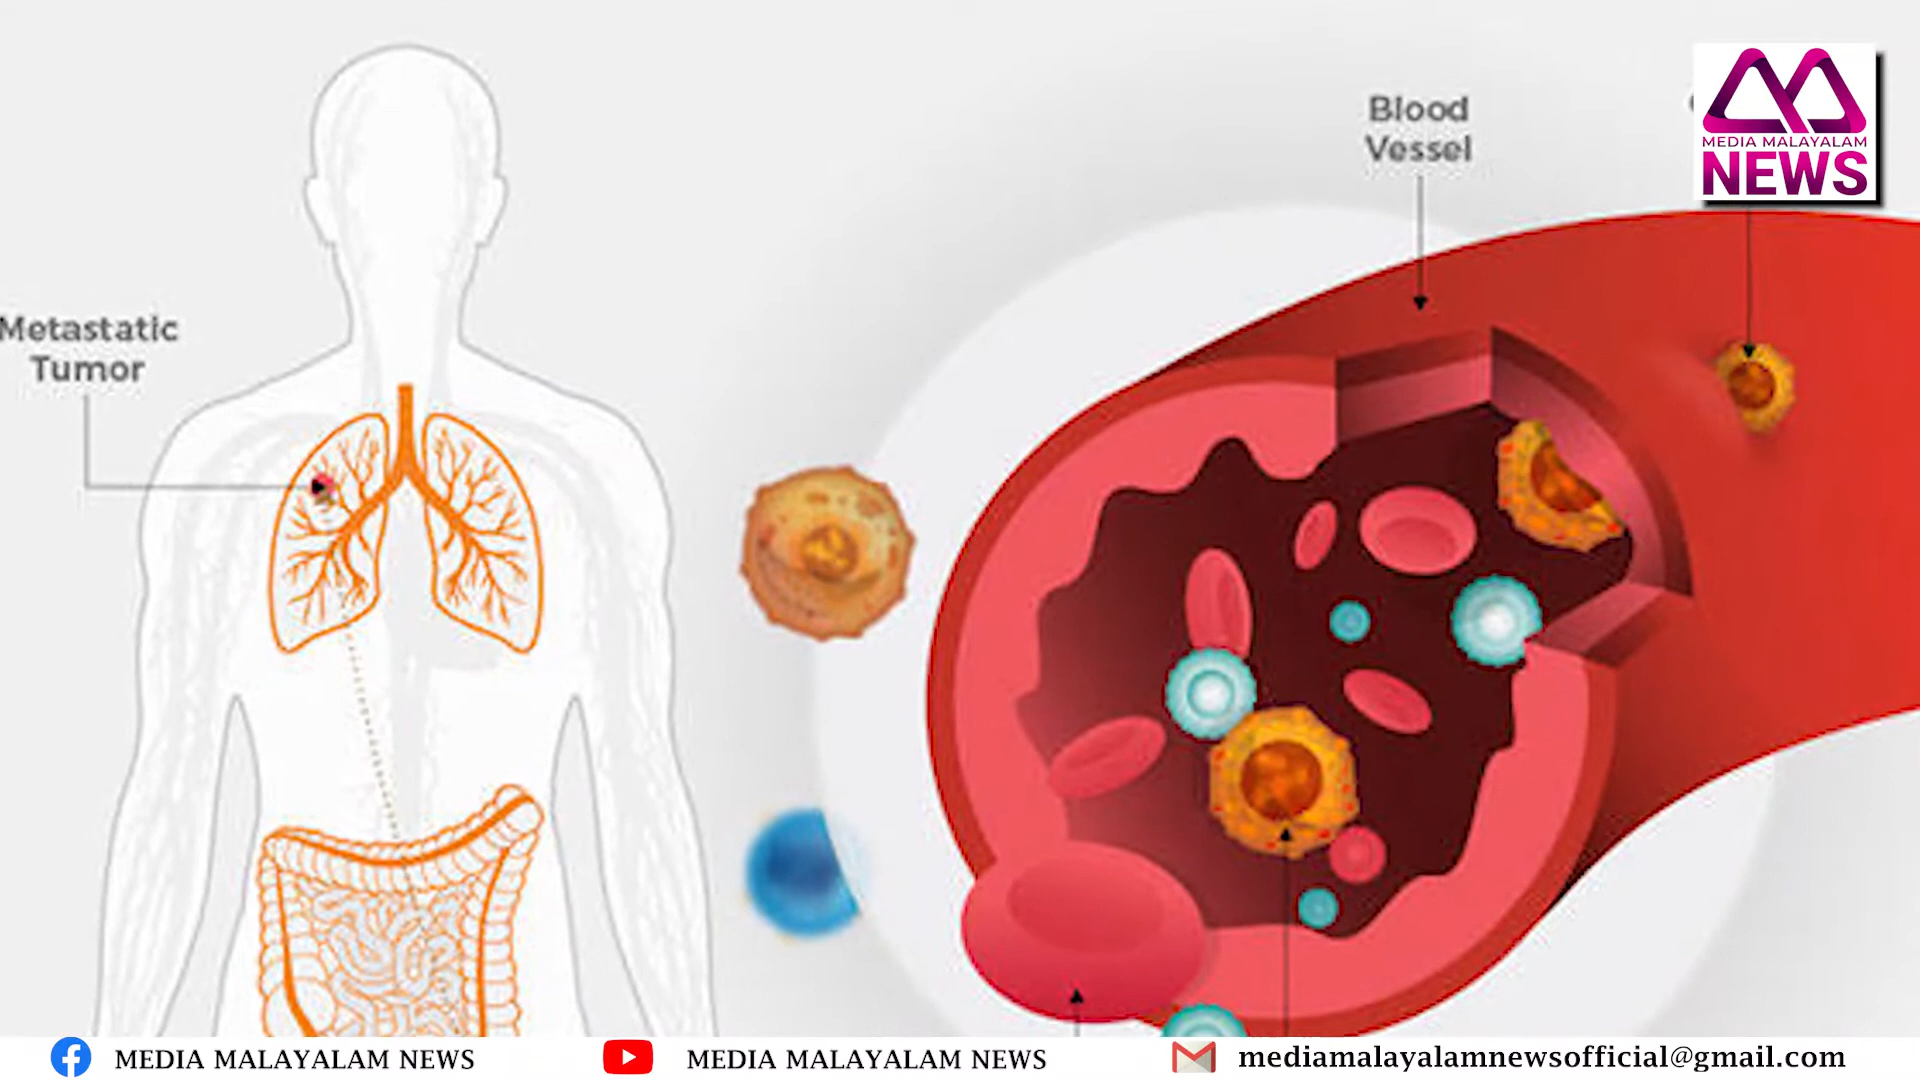 Blood
Vessel
MEDIA MALAYALAM
NEWS
Metastatic
Tumor
MEDIA MALAYALAM NEWS
MEDIA MALAYALAM NEWS
mediamalayalamnewsofficial@gmail.com